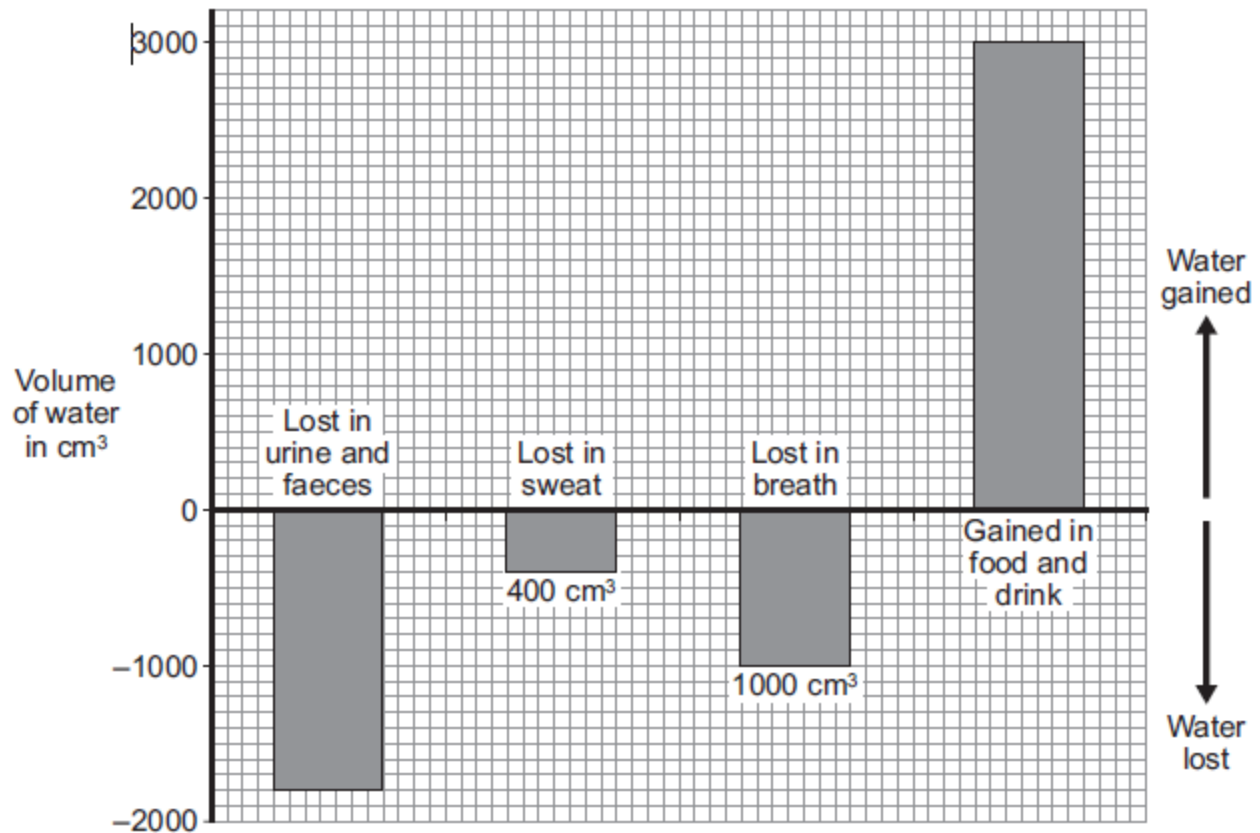 3000
2000
1000
0
–1000
–2000
Volume
of water
in cm³
Lost in
urine and
faeces
Lost in
sweat
400 cm³
Lost in
breath
1000 cm³
Gained in
food and
drink
Water
gained
Water
lost